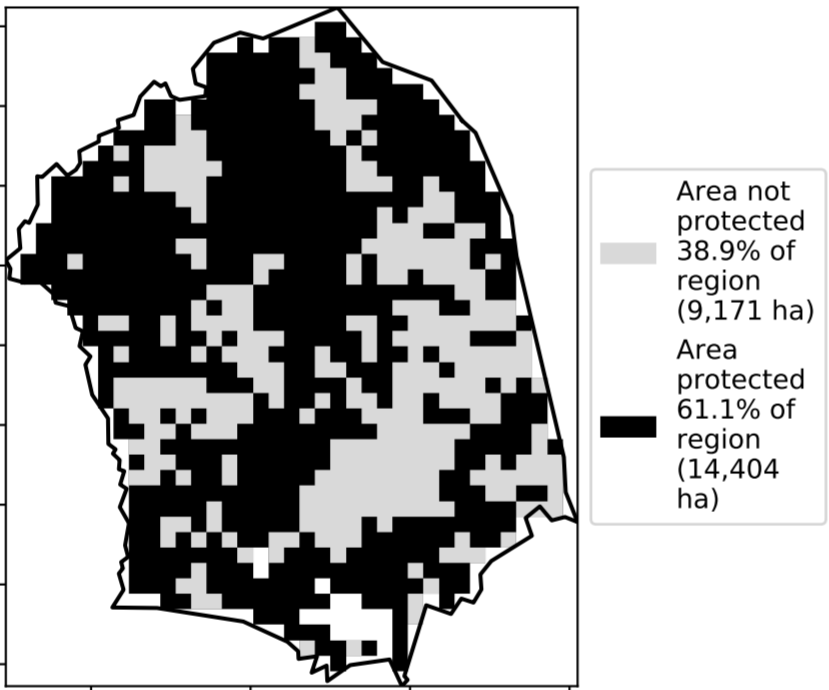 Area not
protected
38.9% of
region
(9,171 ha)
Area
protected
61.1% of
region
(14,404
ha)